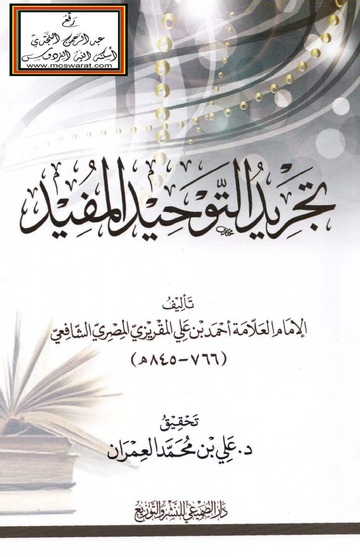 رفع
عبد الرحمن النجدي
أسكنه الله الفردوس
www.moswarat.com
تجريد التوحيد المفيد
تأليف
الإمام العلامة أحمد بن علي المقريزي المصري الشافعي
(٧٦٦-٨٤٥هـ)
تحقيق
د. علي بن محمد العمران
دار الصميعي للنشر والتوزيع